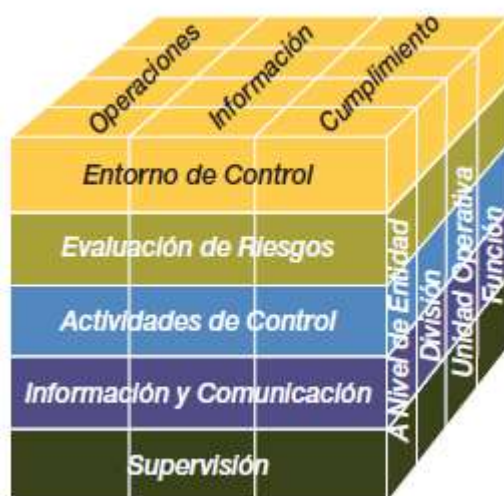 Operaciones
Información
Cumplimiento
Entorno de Control
Evaluación de Riesgos
Actividades de Control
Información y Comunicación
Supervisión
A Nivel de Entidad
División
Unidad Operativa
Función